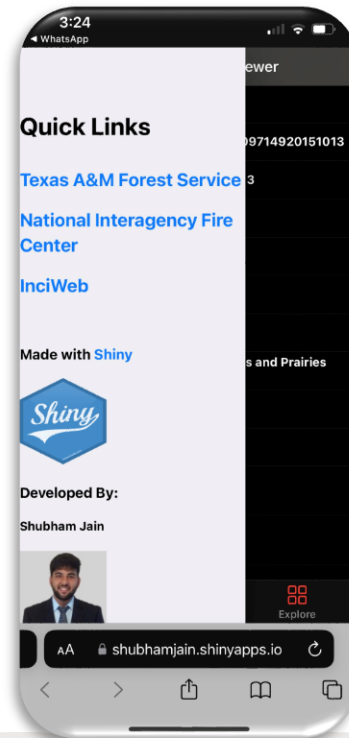 3:24
◀ WhatsApp
ewer
Quick Links
09714920151013
Texas A&M Forest Service
3
National Interagency Fire
Center
InciWeb
Made with Shiny
s and Prairies
Shiny
Developed By:
Shubham Jain
Explore
AA shubhamjain.shinyapps.io